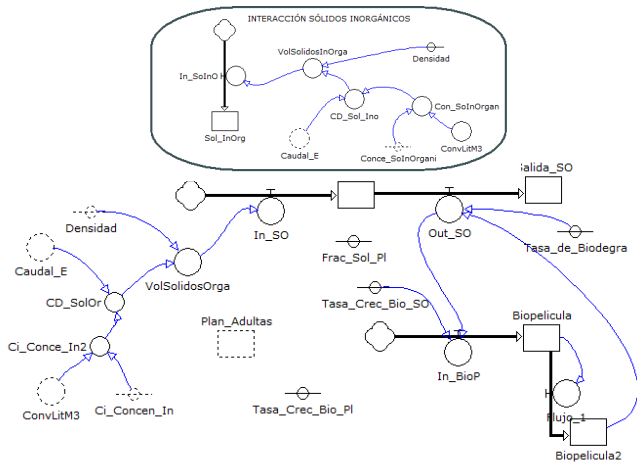 INTERACCIÓN SÓLIDOS INORGÁNICOS
VolSolidosInOrga
Densidad
In_SoInO
CD_Sol_Ino
Con_SoInOrgan
Sol_InOrg
Caudal_E
Conce_SoInOrgani
ConvLitM3
Salida_SO
In_SO
Out_SO
Densidad
Caudal_E
VolSolidosOrga
Frac_Sol_Pl
Tasa_de_Biodegra
CD_SolOr
Tasa_Crec_Bio_SO
Plan_Adultas
Biopelicula
Ci_Conce_In2
In_BioP
ConvLitM3
Ci_Concen_In
Tasa_Crec_Bio_Pl
Flujo_1
Biopelicula2